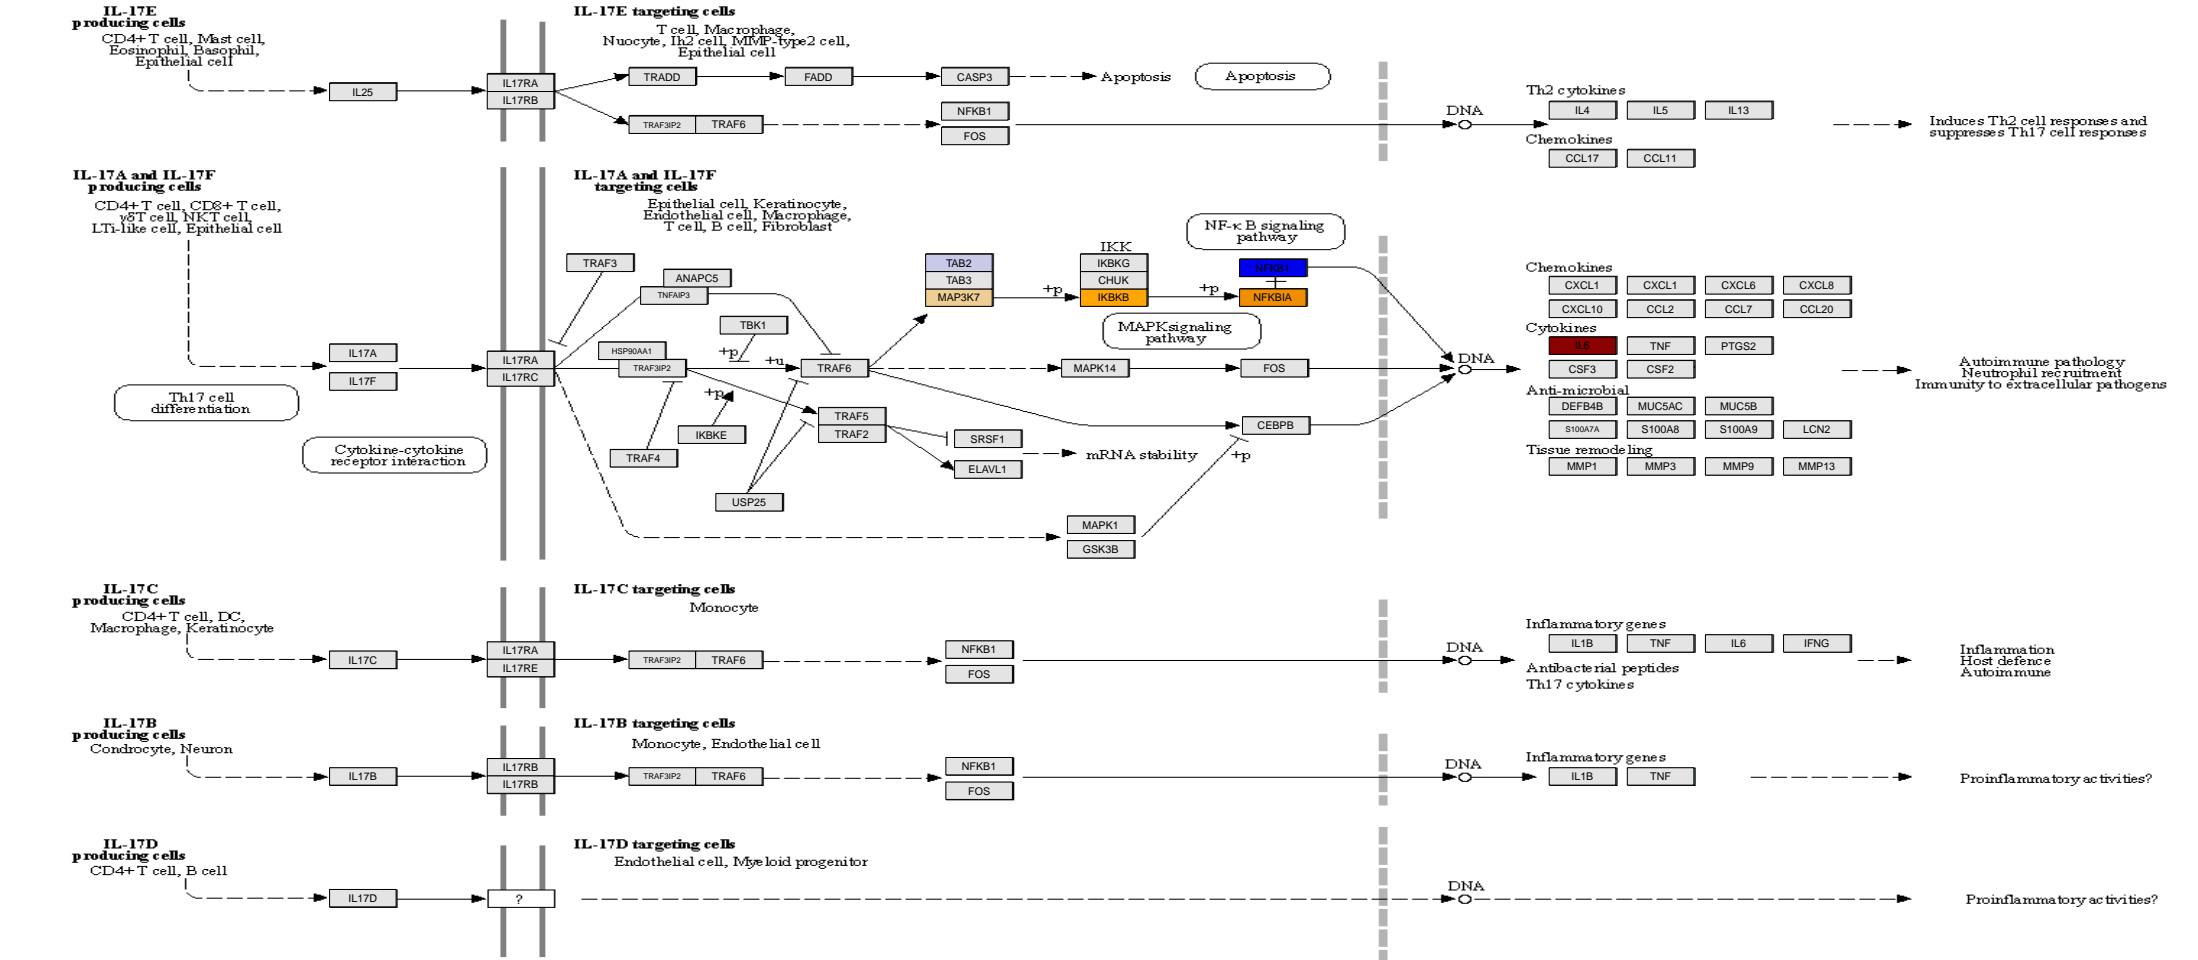 IL-17E
producing cells
CD4+ T cell, Mast cell,
Eosinophil, Basophil,
Epithelial cell
IL25
IL17RA
IL17RB
IL-17E targeting cells
T cell, Macrophage,
Nuocyte, Ih2 cell, MMP-type2 cell,
Epithelial cell
TRADD
FADD
CASP3
Apoptosis
Apoptosis
TRAF3IP2
TRAF6
NFKB1
FOS
DNA
Th2 cytokines
IL4
IL5
IL13
Chemokines
CCL17
CCL11
Induces Th2 cell responses and
suppresses Th17 cell responses
IL-17A and IL-17F
producing cells
CD4+ T cell, CD8+ T cell,
γδT cell, NKT cell,
LTi-like cell, Epithelial cell
IL17A
IL17F
Th17 cell
differentiation
Cytokine-cytokine
receptor interaction
IL17RA
IL17RC
IL-17A and IL-17F
targeting cells
Epithelial cell, Keratinocyte,
Endothelial cell, Macrophage,
T cell, B cell, Fibroblast
TRAF3
ANAPC5
TNFAIP3
TBK1
HSP90AA1
TRAF3IP2
+p
+u
TRAF6
+p
IKBKE
TRAF4
USP25
TRAF5
TRAF2
SRSF1
ELAVL1
mRNA stability
TAB2
TAB3
MAP3K7
+p
IKK
IKBKG
CHUK
IKBKB
+p
NF-κ B signaling
pathway
NFKB1
NFKBIA
MAPK signaling
pathway
MAPK14
FOS
CEBPB
+p
MAPK1
GSK3B
DNA
Chemokines
CXCL1
CXCL1
CXCL6
CXCL8
CXCL10
CCL2
CCL7
CCL20
Cytokines
IL6
TNF
PTGS2
CSF3
CSF2
Anti-microbial
DEFB4B
MUC5AC
MUC5B
S100A7A
S100A8
S100A9
LCN2
Tissue remodeling
MMP1
MMP3
MMP9
MMP13
Autoimmune pathology
Neutrophil recruitment
Immunity to extracellular pathogens
IL-17C
producing cells
CD4+ T cell, DC,
Macrophage, Keratinocyte
IL17C
IL17RA
IL17RE
IL-17C targeting cells
Monocyte
TRAF3IP2
TRAF6
NFKB1
FOS
DNA
Inflammatory genes
IL1B
TNF
IL6
IFNG
Antibacterial peptides
Th17 cytokines
Inflammation
Host defence
Autoimmune
IL-17B
producing cells
Condrocyte, Neuron
IL17B
IL17RB
IL17RB
IL-17B targeting cells
Monocyte, Endothelial cell
TRAF3IP2
TRAF6
NFKB1
FOS
DNA
Inflammatory genes
IL1B
TNF
Proinflammatory activities?
IL-17D
producing cells
CD4+ T cell, B cell
IL17D
?
IL-17D targeting cells
Endothelial cell, Myeloid progenitor
DNA
Proinflammatory activities?